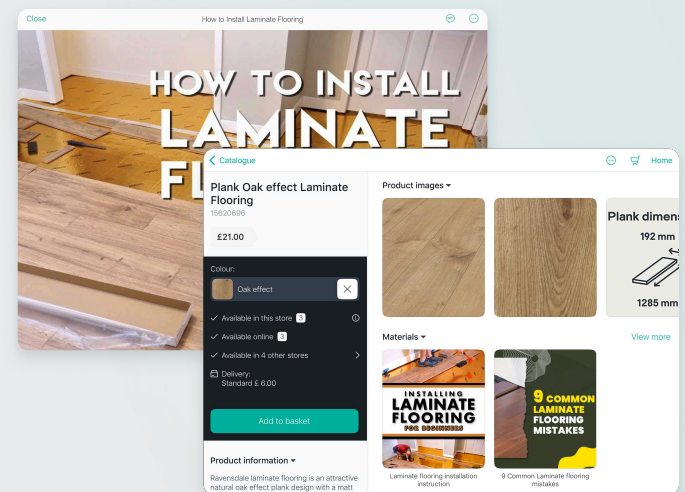 Close
How to Install Laminate Flooring
HOW TO INSTALL
LAMINATE
FL
Catalogue
Home
Plank Oak effect Laminate
Flooring
15620696
£21.00
Colour:
Oak effect
Available in this store 3
Available online 3
Available in 4 other stores
Delivery:
Standard £ 6.00
Add to basket
Product information
Ravensdale laminate flooring is an attractive
natural oak effect plank design with a matt
Product images
Plank dimens
192 mm
1285 mm
Materials
View more
INSTALLING
LAMINATE
FLOORING
FOR BEGINNERS
9 COMMON
LAMINATE
FLOORING
MISTAKES
Laminate flooring installation
instruction
9 Common Laminate flooring
mistakes